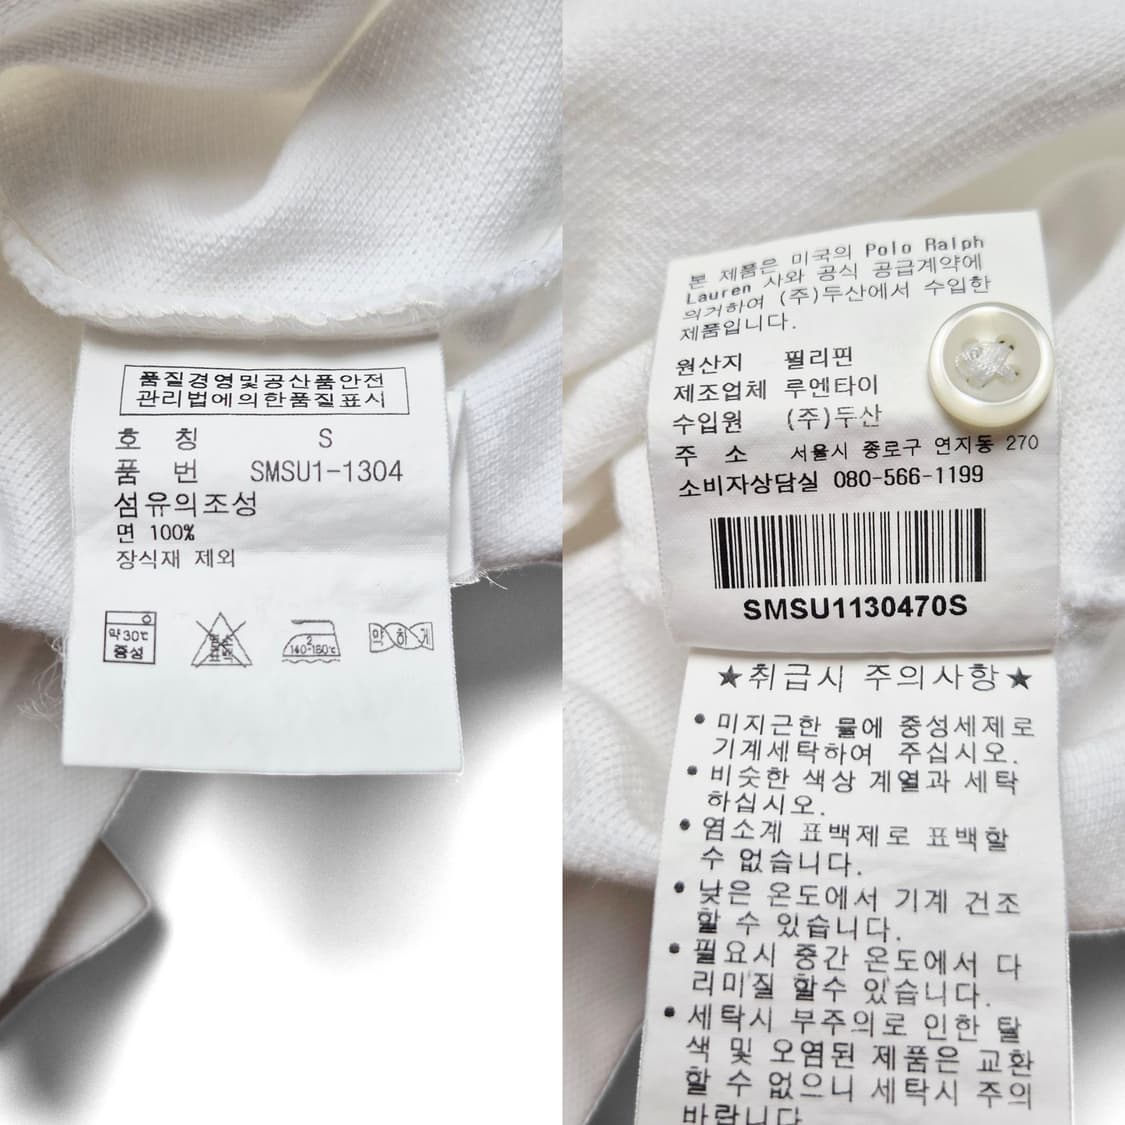 품질경영및공산품안전
관리법에의한품질표시
호 칭 S
품 번 SMSU1-1304
섬유의조성
면 100%
장식재 제외
약30℃
중성
염소
표백
2
140-160℃
약하게
본 제품은 미국의 Polo Ralph
Lauren 사와 공식 공급계약에
의거하여 (주)두산에서 수입한
제품입니다.
원산지 필리핀
제조업체 루엔타이
수입원 (주)두산
주 소 서울시 종로구 연지동 270
소비자상담실 080-566-1199
SMSU1130470S
★취급시 주의사항★
• 미지근한 물에 중성세제로
기계세탁하여 주십시오.
• 비슷한 색상 계열과 세탁
하십시오.
• 염소계 표백제로 표백할
수 없습니다.
• 낮은 온도에서 기계 건조
할 수 있습니다.
• 필요시 중간 온도에서 다
리미질 할수 있습니다.
• 세탁시 부주의로 인한 탈
색 및 오염된 제품은 교환
할 수 없으니 세탁시 주의
바랍니다